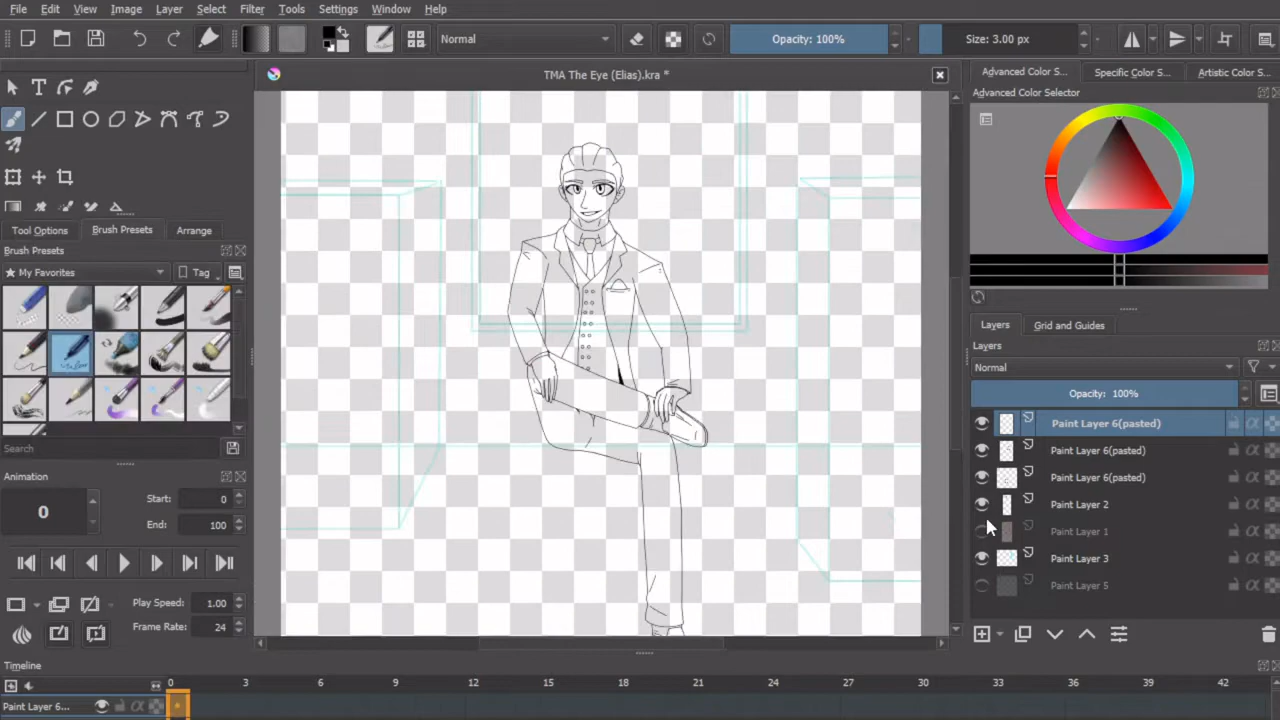 File Edit View Image Layer Select Filter Tools Settings Window Help
Normal Opacity: 100% Size: 3.00 px
TMA The Eye (Elias).kra *
Advanced Color S... Specific Color S... Artistic Color S...
Advanced Color Selector
Tool Options Brush Presets Arrange
Brush Presets
My Favorites Tag
Search
Animation
0
Start: 0
End: 100
Play Speed: 1.00
Frame Rate: 24
Layers Grid and Guides
Layers
Normal
Opacity: 100%
Paint Layer 6(pasted)
Paint Layer 6(pasted)
Paint Layer 6(pasted)
Paint Layer 2
Paint Layer 1
Paint Layer 3
Paint Layer 5
Timeline
0 3 6 9 12 15 18 21 24 27 30 33 36 39 42
Paint Layer 6...